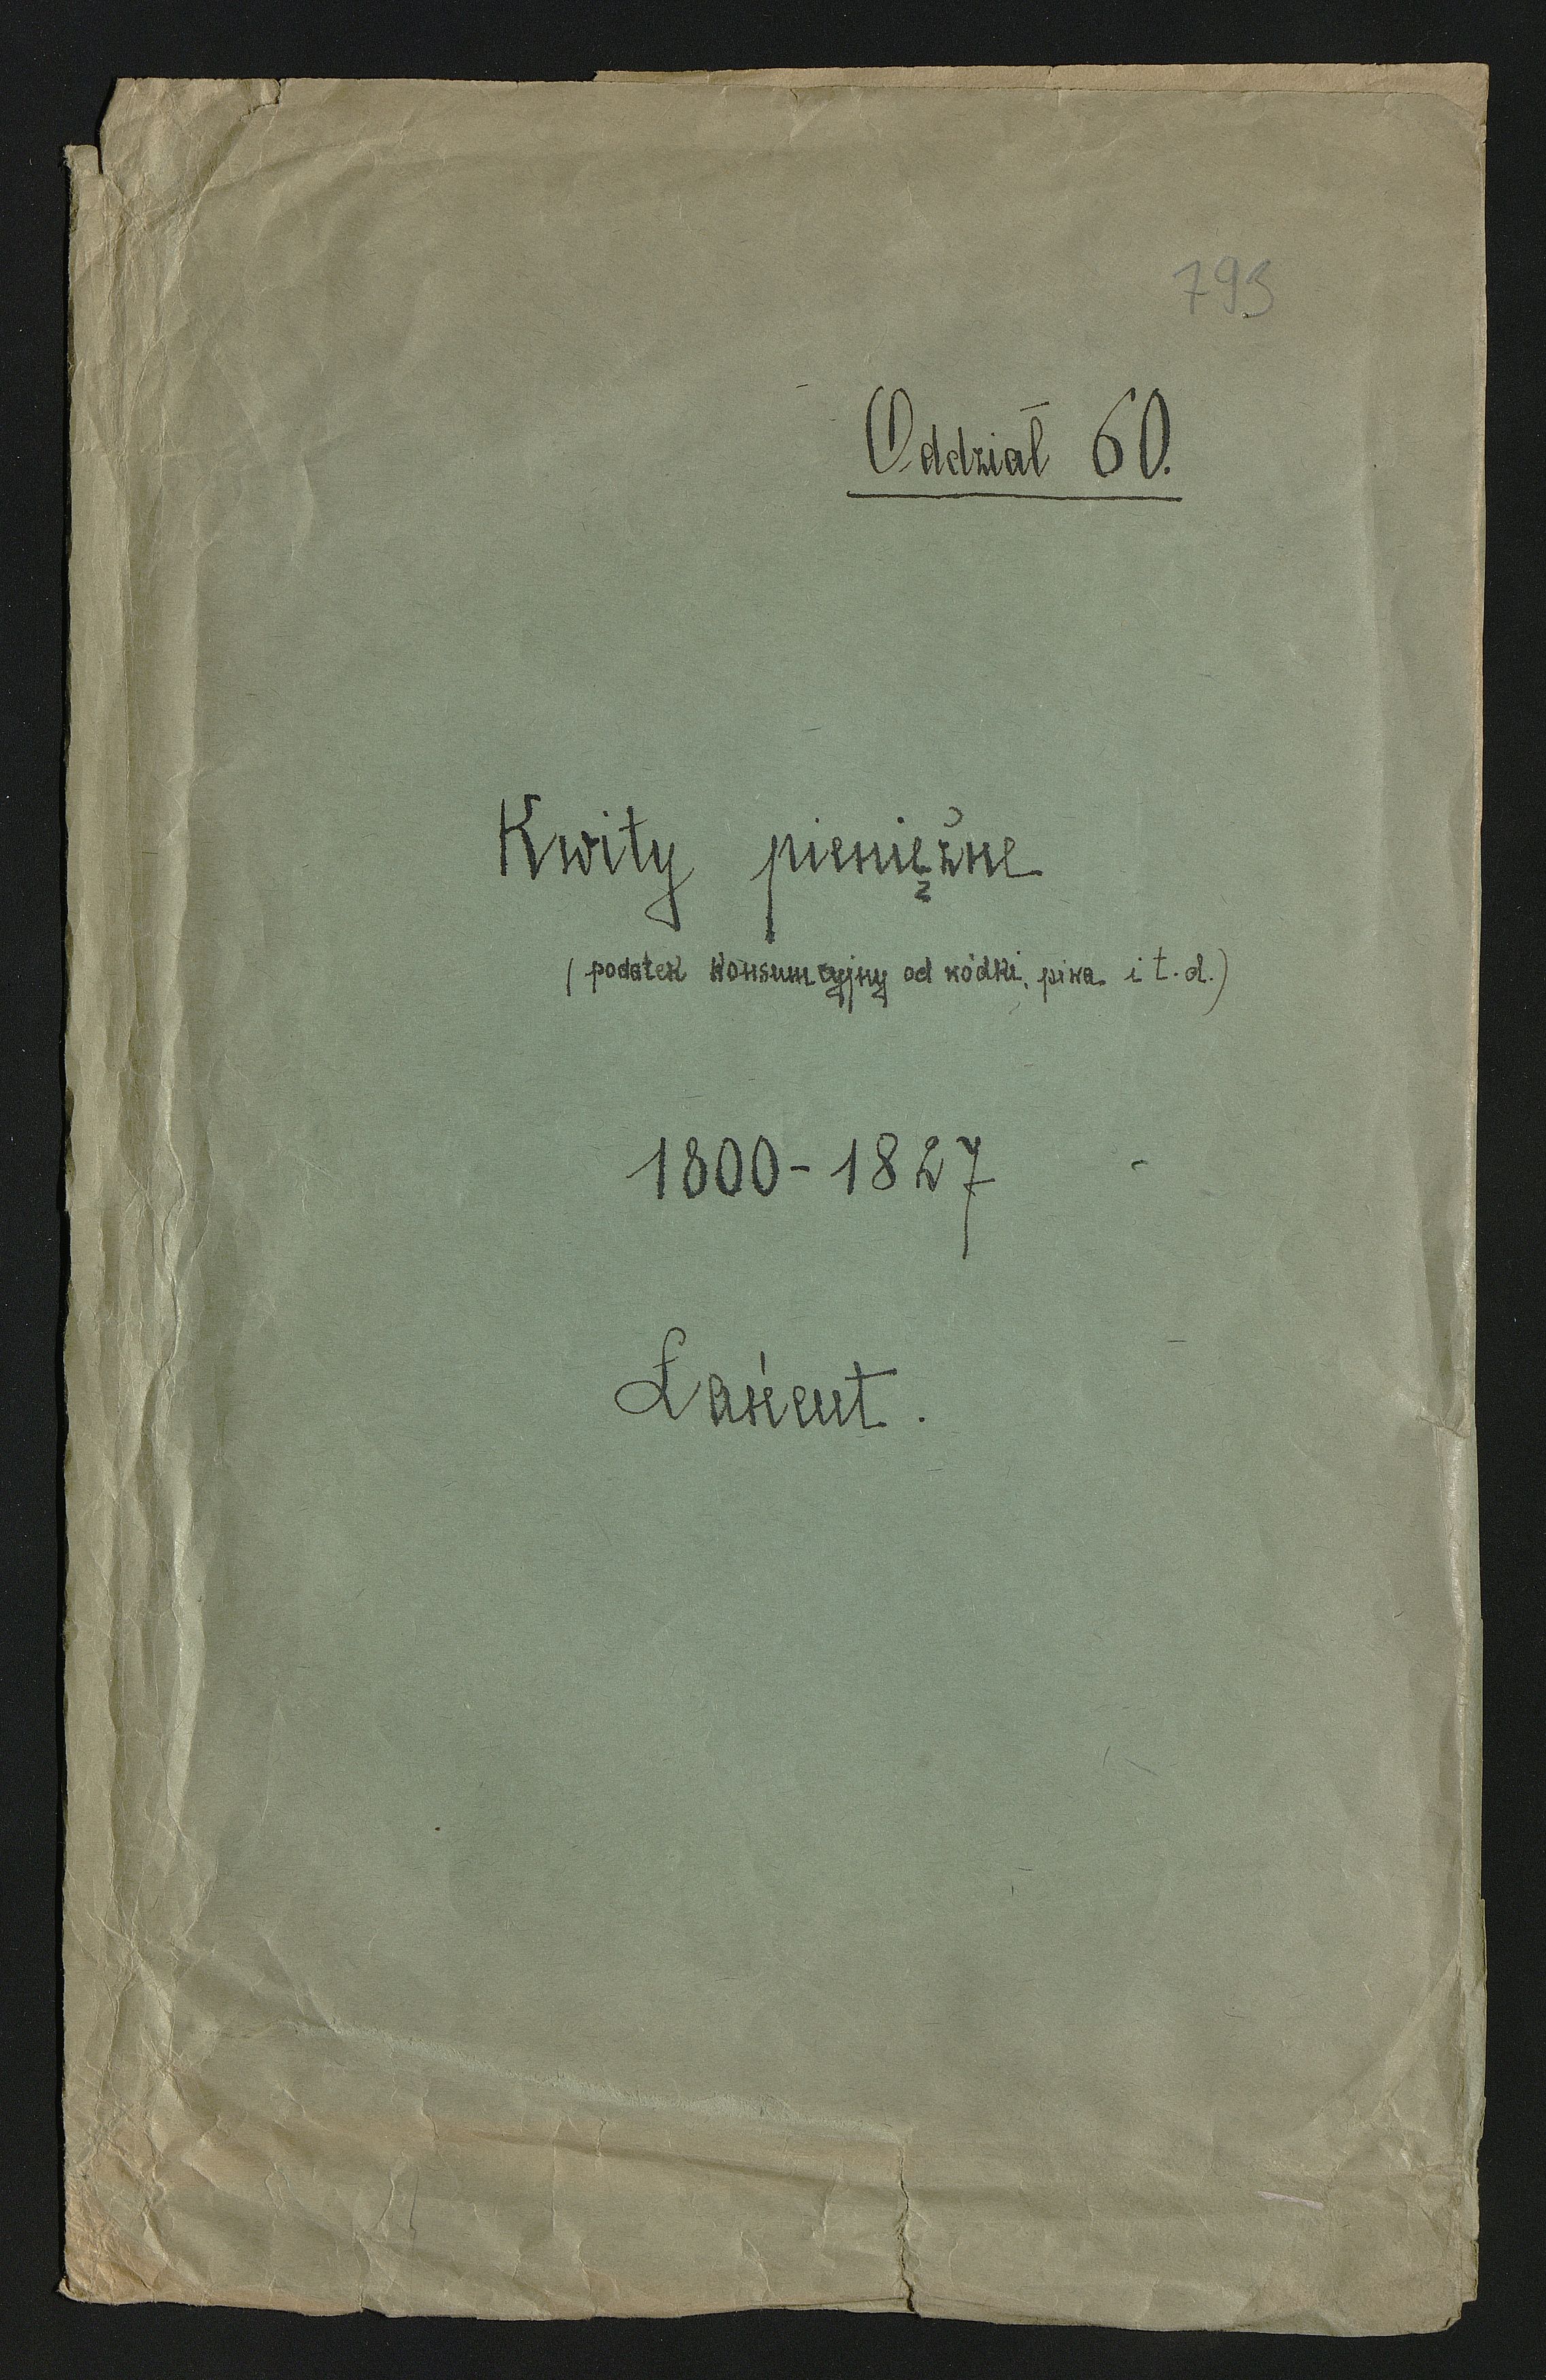 793
Oddział 60.
Kwity pieniężne
(podatek konsumcyjny od wódki, piwa i t. d.)
1800-1827
Łańcut.